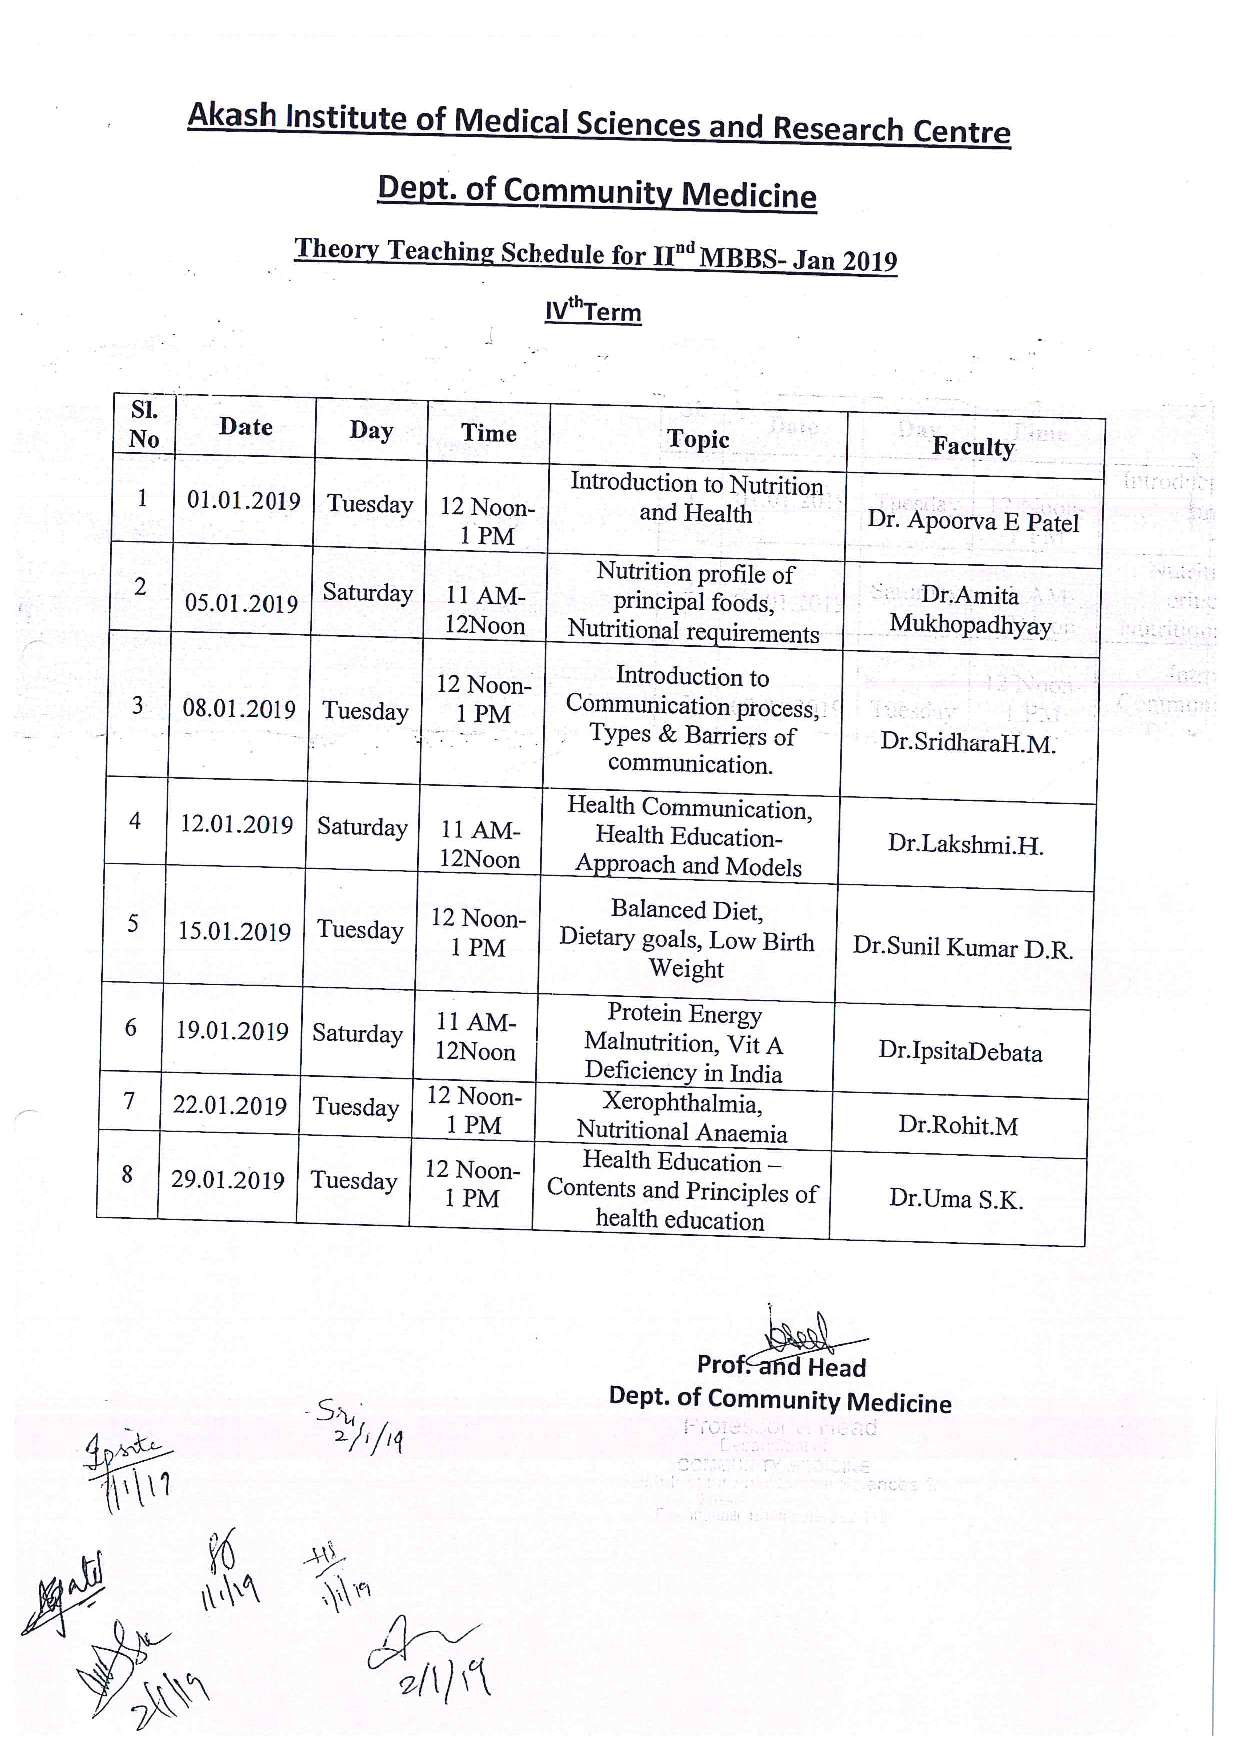 Akash Institute of Medical Sciences and Research Centre
Dept. of Community Medicine
Theory Teaching Schedule for IInd MBBS- Jan 2019
IVthTerm
Sl. No Date Day Time Topic Faculty
1 01.01.2019 Tuesday 12 Noon- 1 PM Introduction to Nutrition and Health Dr. Apoorva E Patel
2 05.01.2019 Saturday 11 AM- 12Noon Nutrition profile of principal foods, Nutritional requirements Dr.Amita Mukhopadhyay
3 08.01.2019 Tuesday 12 Noon- 1 PM Introduction to Communication process, Types & Barriers of communication. Dr.SridharaH.M.
4 12.01.2019 Saturday 11 AM- 12Noon Health Communication, Health Education- Approach and Models Dr.Lakshmi.H.
5 15.01.2019 Tuesday 12 Noon- 1 PM Balanced Diet, Dietary goals, Low Birth Weight Dr.Sunil Kumar D.R.
6 19.01.2019 Saturday 11 AM- 12Noon Protein Energy Malnutrition, Vit A Deficiency in India Dr.IpsitaDebata
7 22.01.2019 Tuesday 12 Noon- 1 PM Xerophthalmia, Nutritional Anaemia Dr.Rohit.M
8 29.01.2019 Tuesday 12 Noon- 1 PM Health Education – Contents and Principles of health education Dr.Uma S.K.
Prof. and Head
Dept. of Community Medicine
Sri
2/1/19
Ipsita
1/1/19
1/1/19
2/1/19
2/1/19